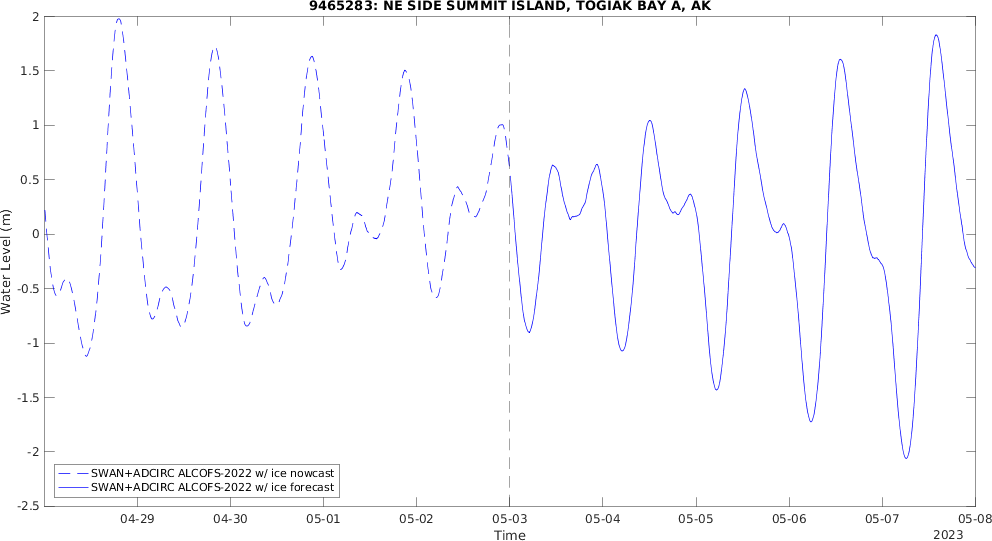 9465283: NE SIDE SUMMIT ISLAND, TOGIAK BAY A, AK
2
1.5
1
0.5
0
-0.5
-1
-1.5
-2
-2.5
Water Level (m)
SWAN+ADCIRC ALCOFS-2022 w/ ice nowcast
SWAN+ADCIRC ALCOFS-2022 w/ ice forecast
04-29 04-30 05-01 05-02 05-03 05-04 05-05 05-06 05-07 05-08
Time
2023